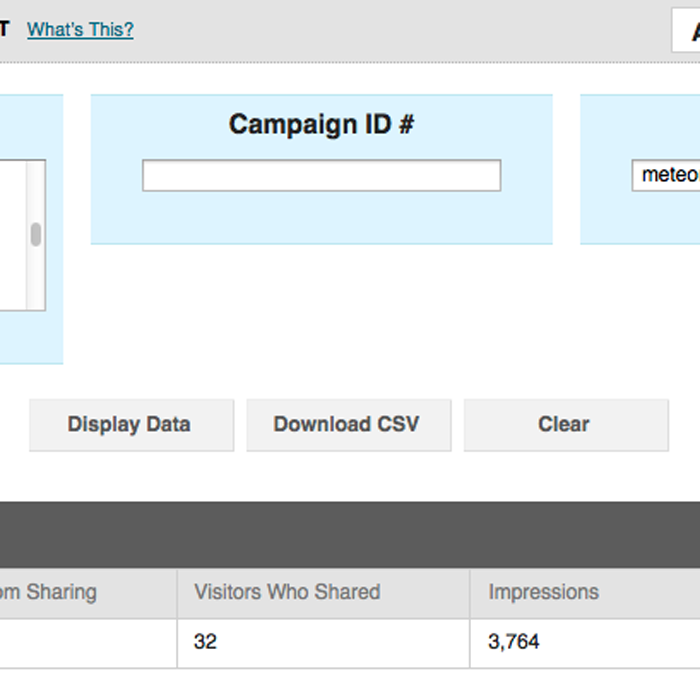 T What's This?
Campaign ID #
meteo
Display Data Download CSV Clear
om Sharing Visitors Who Shared Impressions
32 3,764